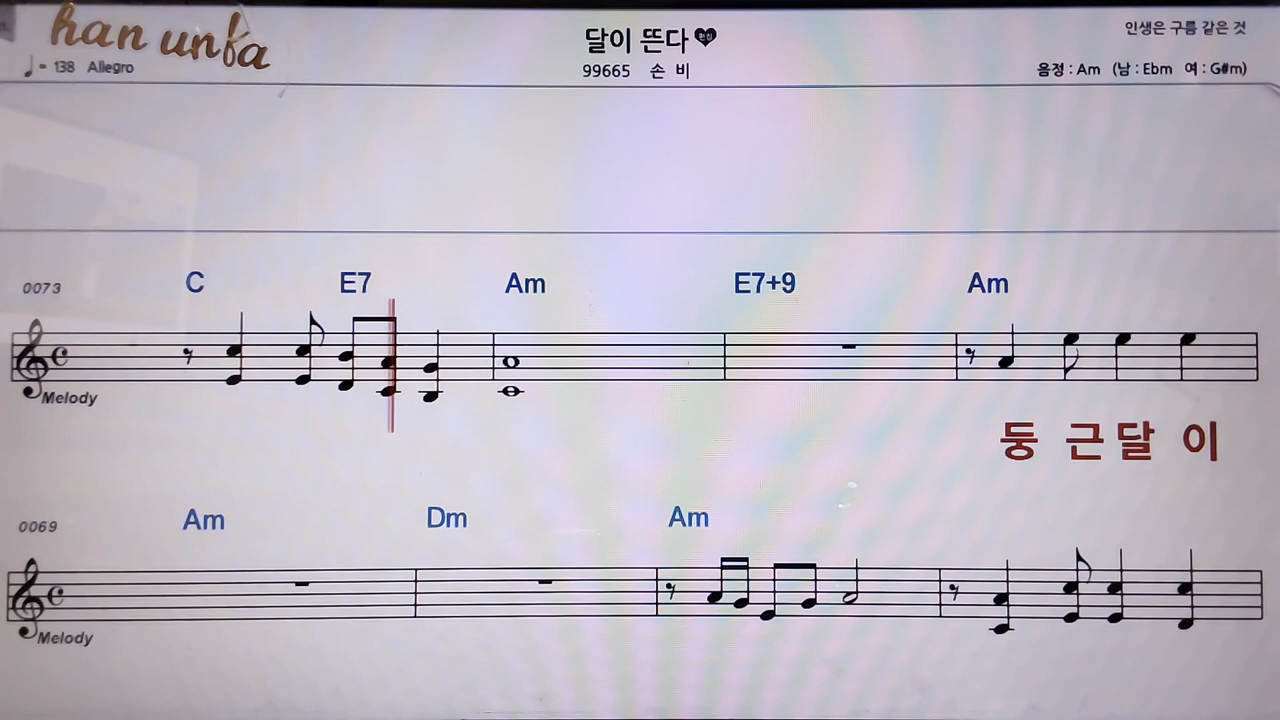 han unfa
달이 뜬다
인생은 구름 같은 것
♩= 138 Allegro
99665 손 비
음정 : Am (남 : Ebm 여 : G#m)
0073 C E7 Am E7+9 Am
Melody
둥 근 달 이
0069 Am Dm Am
Melody